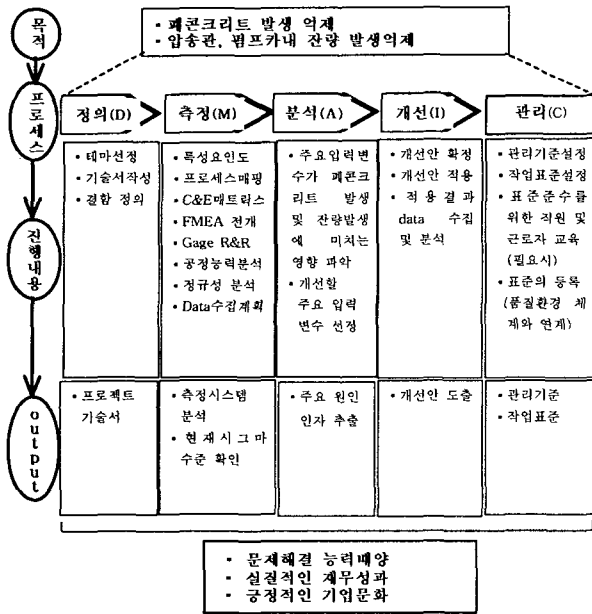 목적
• 폐콘크리트 발생 억제
• 압송관, 펌프카내 잔량 발생억제
프로세스
정의(D)
측정(M)
분석(A)
개선(I)
관리(C)
진행내용
• 테마선정
• 기술서작성
• 결함 정의
• 특성요인도
• 프로세스매핑
• C&E매트릭스
• FMEA 전개
• Gage R&R
• 공정능력분석
• 정규성 분석
• Data수집계획
• 주요입력변
수가 폐콘크
리트 발생
및 잔량발생
에 미치는
영향 파악
• 개선할
주요 입력
변수 선정
• 개선안 확정
• 개선안 적용
• 적용결과
data 수집
및 분석
• 관리기준설정
• 작업표준설정
• 표준준수를
위한 직원 및
근로자 교육
(필요시)
• 표준의 등록
(품질환경 체
계와 연계)
output
• 프로젝트
기술서
• 측정시스템
분석
• 현재시그마
수준 확인
• 주요 원인
인자 추출
• 개선안 도출
• 관리기준
• 작업표준
• 문제해결 능력배양
• 실질적인 재무성과
• 긍정적인 기업문화